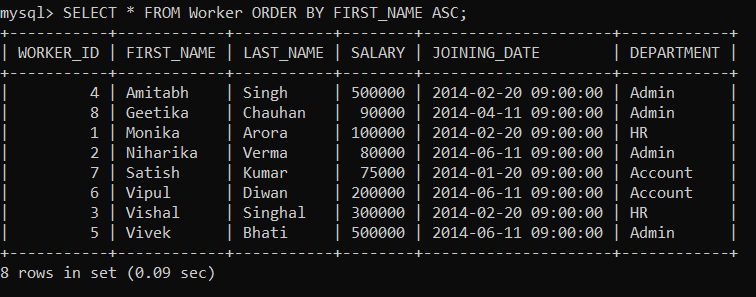 mysql> SELECT * FROM Worker ORDER BY FIRST_NAME ASC;
+-----------+------------+-----------+--------+---------------------+------------+
| WORKER_ID | FIRST_NAME | LAST_NAME | SALARY | JOINING_DATE        | DEPARTMENT |
+-----------+------------+-----------+--------+---------------------+------------+
|         4 | Amitabh    | Singh     | 500000 | 2014-02-20 09:00:00 | Admin      |
|         8 | Geetika    | Chauhan   |  90000 | 2014-04-11 09:00:00 | Admin      |
|         1 | Monika     | Arora     | 100000 | 2014-02-20 09:00:00 | HR         |
|         2 | Niharika   | Verma     |  80000 | 2014-06-11 09:00:00 | Admin      |
|         7 | Satish     | Kumar     |  75000 | 2014-01-20 09:00:00 | Account    |
|         6 | Vipul      | Diwan     | 200000 | 2014-06-11 09:00:00 | Account    |
|         3 | Vishal     | Singhal   | 300000 | 2014-02-20 09:00:00 | HR         |
|         5 | Vivek      | Bhati     | 500000 | 2014-06-11 09:00:00 | Admin      |
+-----------+------------+-----------+--------+---------------------+------------+
8 rows in set (0.09 sec)